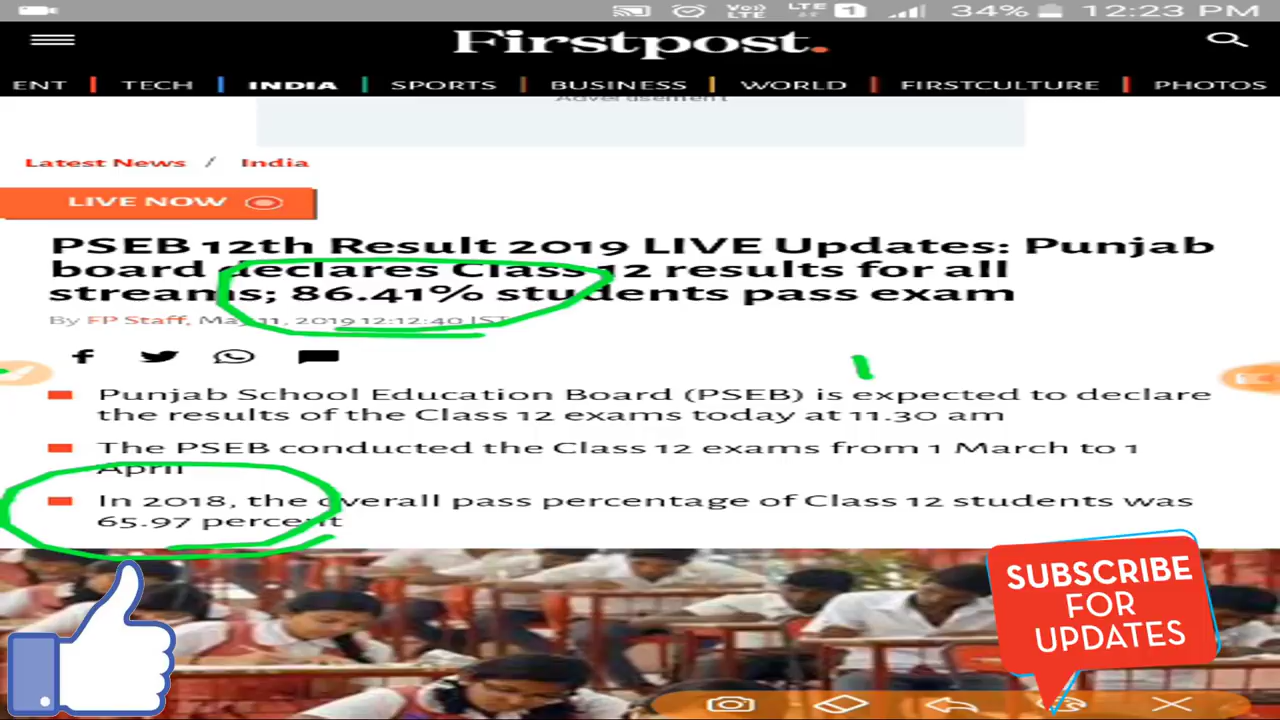 VoLTE LTE 1 34% 12:23 PM
Firstpost.
ENT TECH INDIA SPORTS BUSINESS WORLD FIRSTCULTURE PHOTOS
Advertisement
Latest News / India
LIVE NOW
PSEB 12th Result 2019 LIVE Updates: Punjab
board declares Class 12 results for all
streams; 86.41% students pass exam
By FP Staff, May 11, 2019 12:12:40 IST
Punjab School Education Board (PSEB) is expected to declare
the results of the Class 12 exams today at 11.30 am
The PSEB conducted the Class 12 exams from 1 March to 1
April
In 2018, the overall pass percentage of Class 12 students was
65.97 percent
SUBSCRIBE
FOR
UPDATES